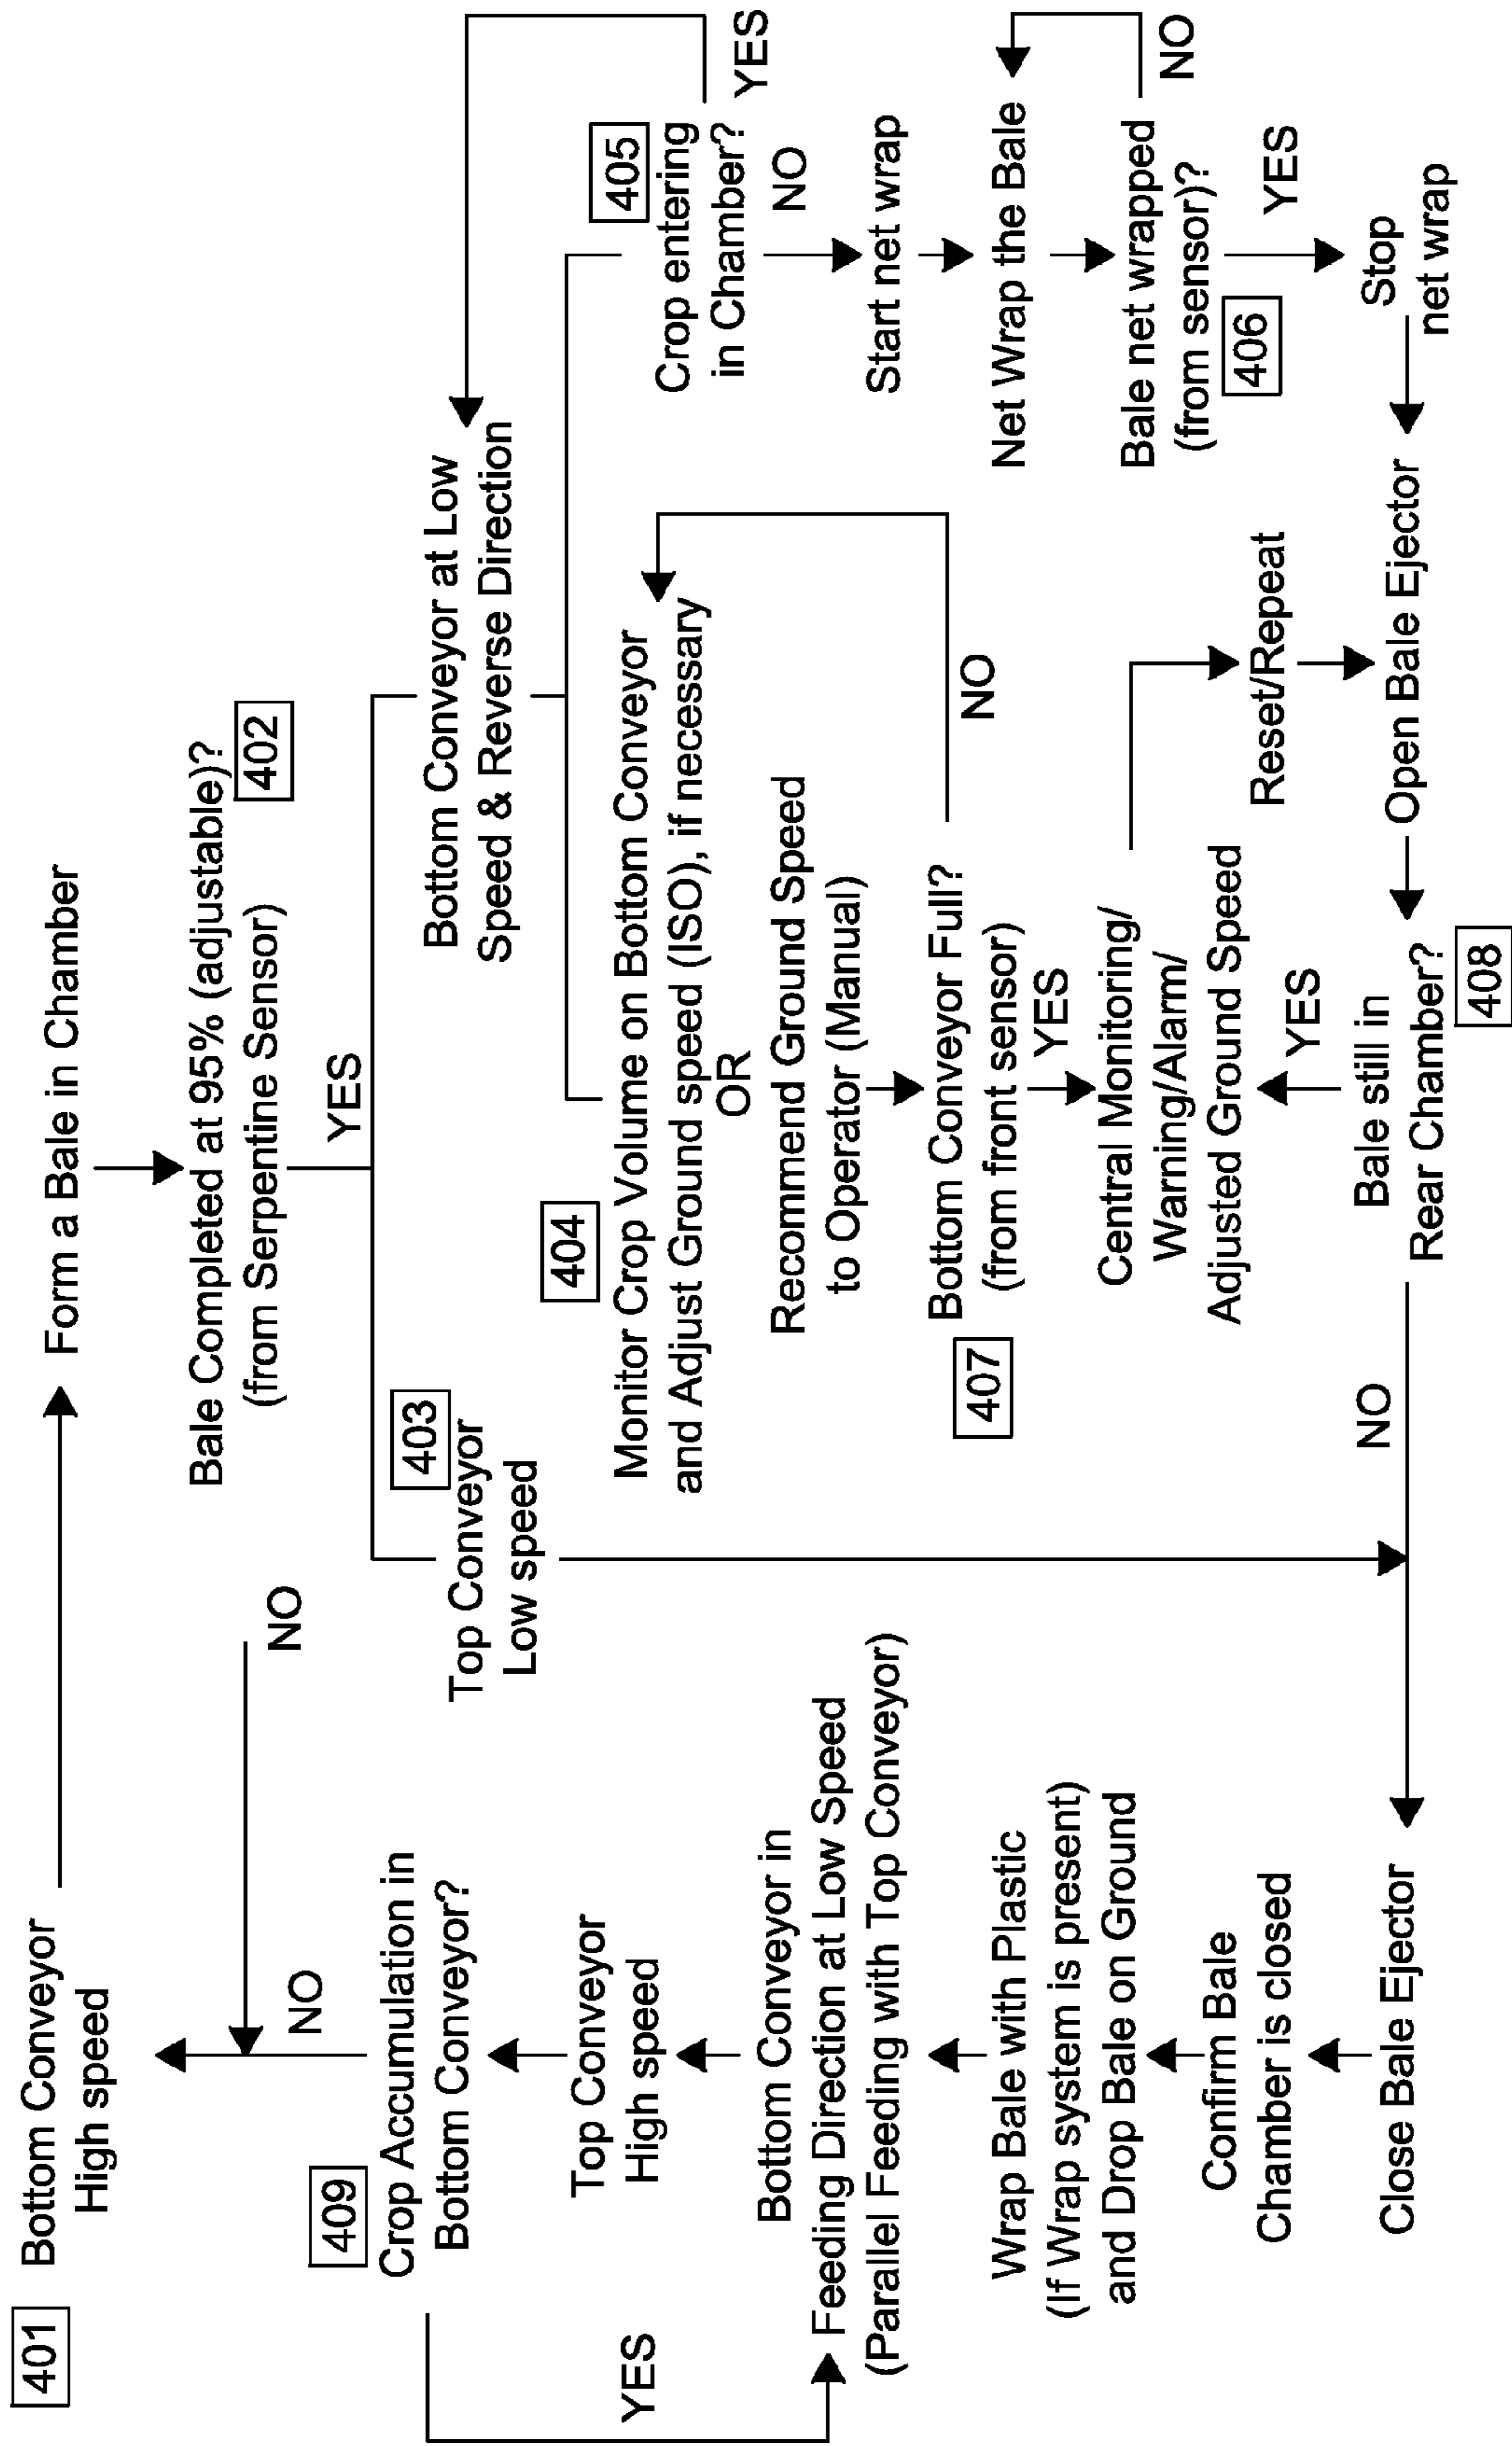 401
Bottom Conveyor
High speed
Form a Bale in Chamber
Bale Completed at 95% (adjustable)?
(from Serpentine Sensor)
402
NO
YES
403
Top Conveyor
Low speed
Bottom Conveyor at Low
Speed & Reverse Direction
404
Monitor Crop Volume on Bottom Conveyor
and Adjust Ground speed (ISO), if necessary
OR
Recommend Ground Speed
to Operator (Manual)
405
Crop entering
in Chamber?
YES
NO
Start net wrap
Net Wrap the Bale
Bale net wrapped
(from sensor)?
406
NO
YES
Stop
net wrap
407
Bottom Conveyor Full?
(from front sensor)
NO
YES
Central Monitoring/
Warning/Alarm/
Adjusted Ground Speed
Reset/Repeat
Open Bale Ejector
YES
Bale still in
Rear Chamber?
408
NO
Close Bale Ejector
Confirm Bale
Chamber is closed
Wrap Bale with Plastic
(If Wrap system is present)
and Drop Bale on Ground
Bottom Conveyor in
Feeding Direction at Low Speed
(Parallel Feeding with Top Conveyor)
Top Conveyor
High speed
409
Crop Accumulation in
Bottom Conveyor?
NO
YES